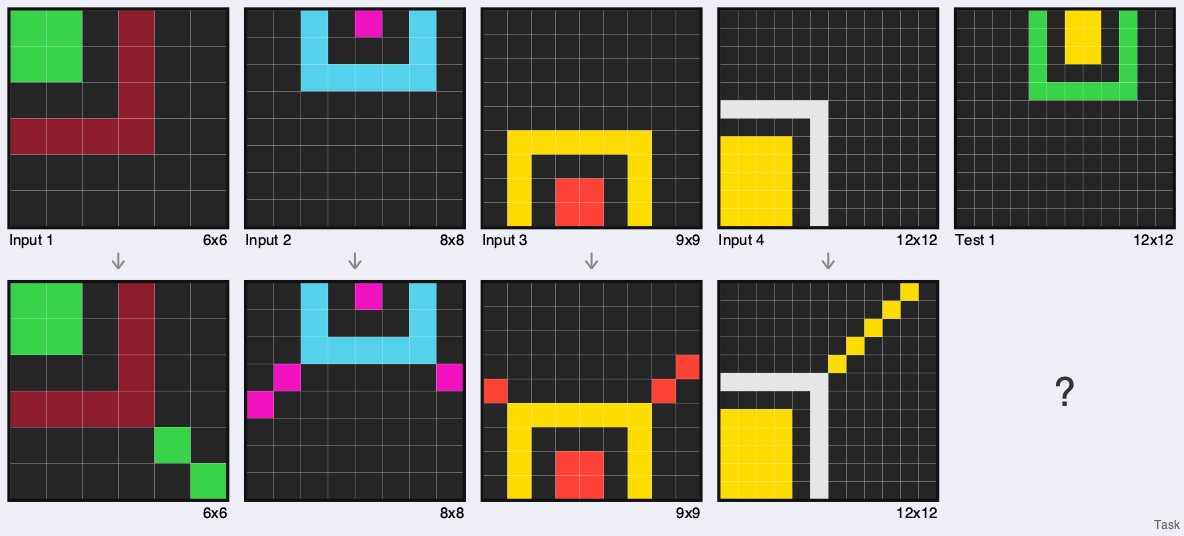 Input 1 6x6
Input 2 8x8
Input 3 9x9
Input 4 12x12
Test 1 12x12
6x6
8x8
9x9
12x12
?
Task